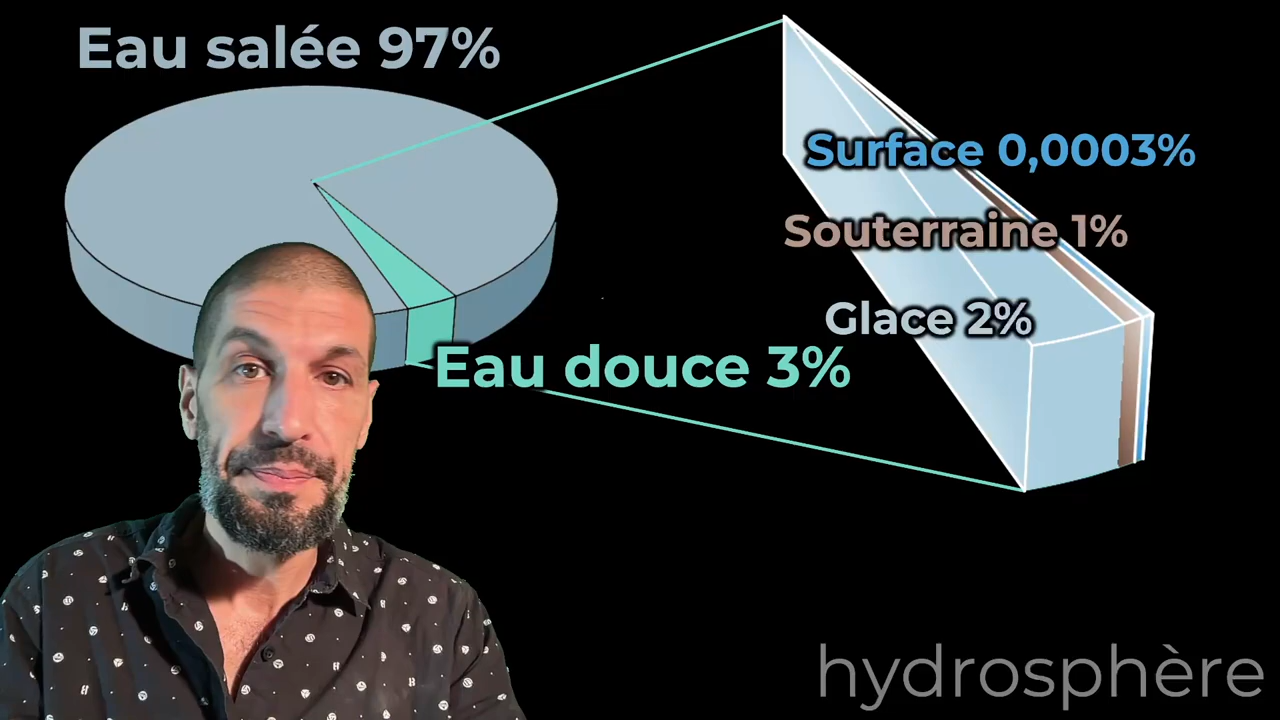 Eau salée 97%
Surface 0,0003%
Souterraine 1%
Glace 2%
Eau douce 3%
hydrosphère